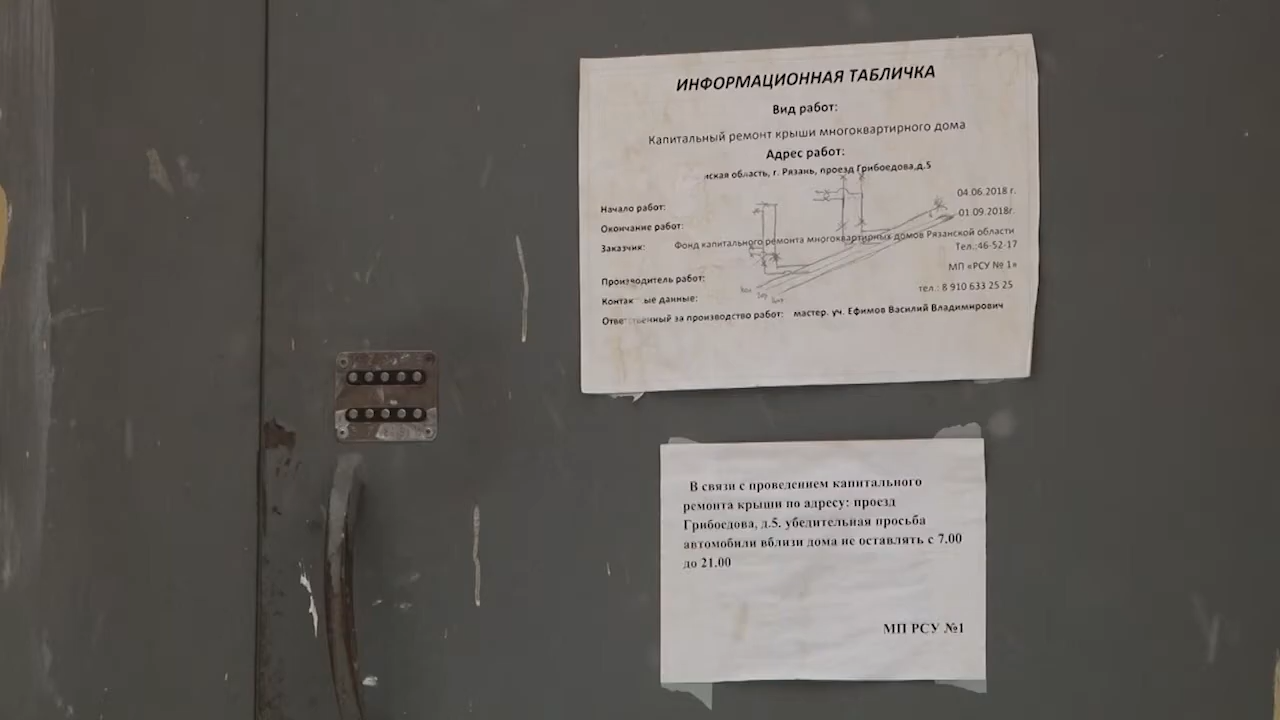 ИНФОРМАЦИОННАЯ ТАБЛИЧКА
Вид работ:
Капитальный ремонт крыши многоквартирного дома
Адрес работ:
область, г. Рязань, проезд Грибоедова,д.5
Начало работ: 04.06.2018 г.
Окончание работ: 01.09.2018г.
Заказчик: Фонд капитального ремонта многоквартирных домов Рязанской области
Тел.:46-52-17
Производитель работ: МП «РСУ № 1»
данные: тел.: 8 910 633 25 25
Ответственный за производство работ: мастер. уч. Ефимов Василий Владимирович
В связи с проведением капитального
ремонта крыши по адресу: проезд
Грибоедова, д.5. убедительная просьба
автомобили вблизи дома не оставлять с 7.00
до 21.00
МП РСУ №1